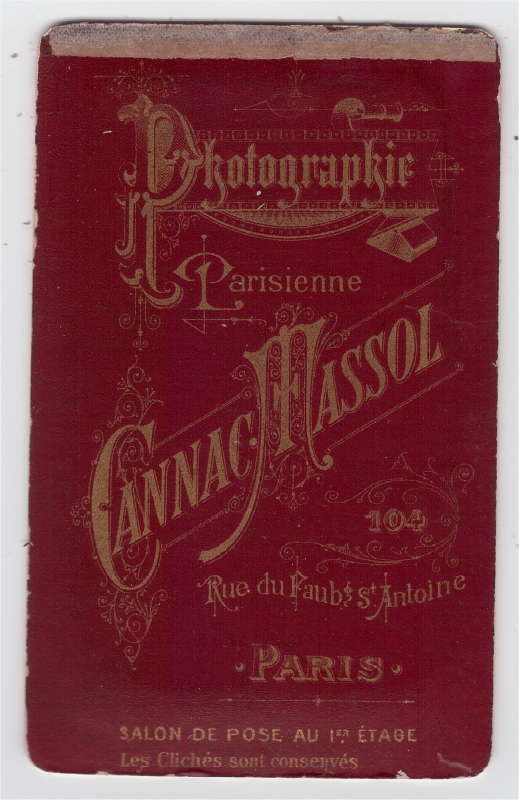 Photographie
Parisienne
CANNAC-MASSOL
104
Rue du Faubg St Antoine
PARIS
SALON DE POSE AU 1er ÉTAGE
Les Clichés sont conservés